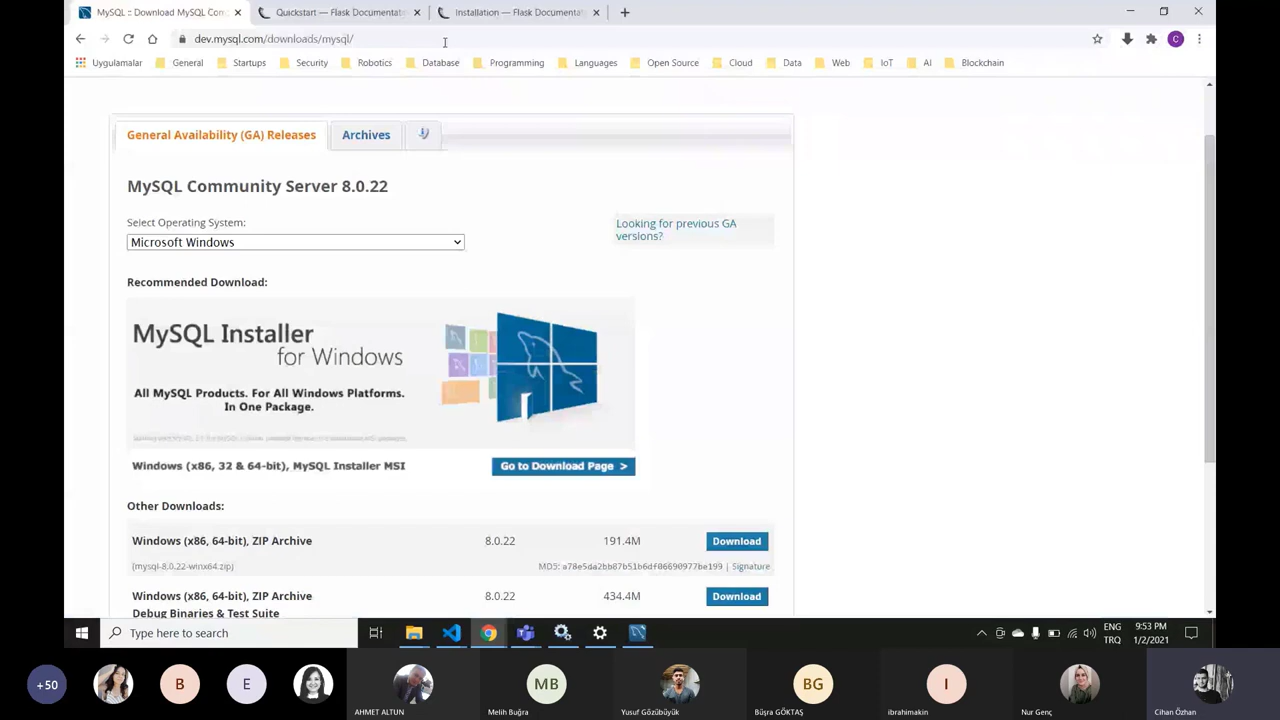 MySQL :: Download MySQL Com
Quickstart — Flask Documentat
Installation — Flask Documentat
dev.mysql.com/downloads/mysql/
C
Uygulamalar
General
Startups
Security
Robotics
Database
Programming
Languages
Open Source
Cloud
Data
Web
IoT
AI
Blockchain
General Availability (GA) Releases
Archives
MySQL Community Server 8.0.22
Select Operating System:
Microsoft Windows
Looking for previous GA
versions?
Recommended Download:
MySQL Installer
for Windows
All MySQL Products. For All Windows Platforms.
In One Package.
Windows (x86, 32 & 64-bit), MySQL Installer MSI
Go to Download Page >
Other Downloads:
Windows (x86, 64-bit), ZIP Archive 8.0.22 191.4M Download
(mysql-8.0.22-winx64.zip) MD5: a78e5da2bb87b51b6df06690977be199 | Signature
Windows (x86, 64-bit), ZIP Archive 8.0.22 434.4M Download
Debug Binaries & Test Suite
Type here to search
ENG
TRQ
9:53 PM
1/2/2021
+50
B
E
AHMET ALTUN
MB
Melih Buğra
Yusuf Gözübüyük
BG
Büşra GÖKTAŞ
I
ibrahimakin
Nur Genç
Cihan Özhan